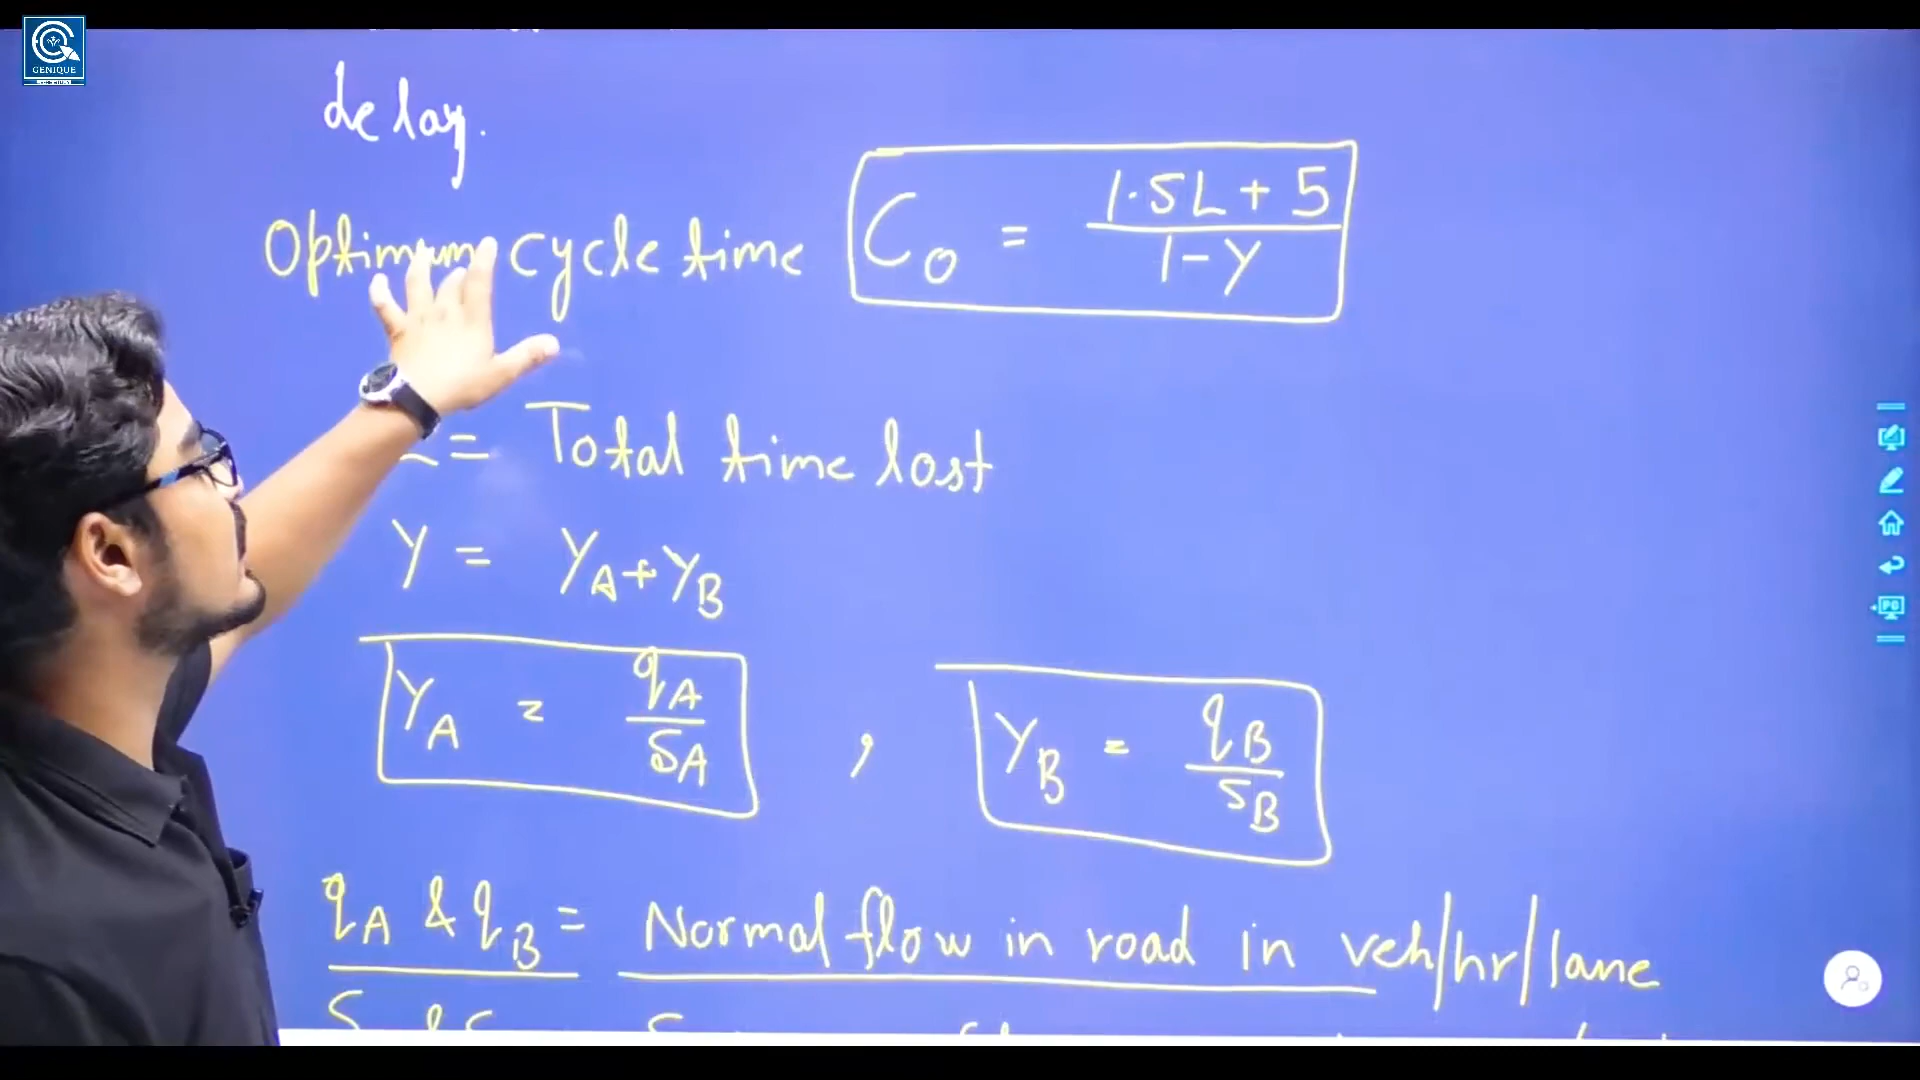 GENIQUE
delay.
Optimum cycle time C₀ = 1.5L + 5 / 1 - Y
= Total time lost
Y = YA + YB
YA = qA / SA , YB = qB / SB
qA & qB = Normal flow in road in veh/hr/lane
PC